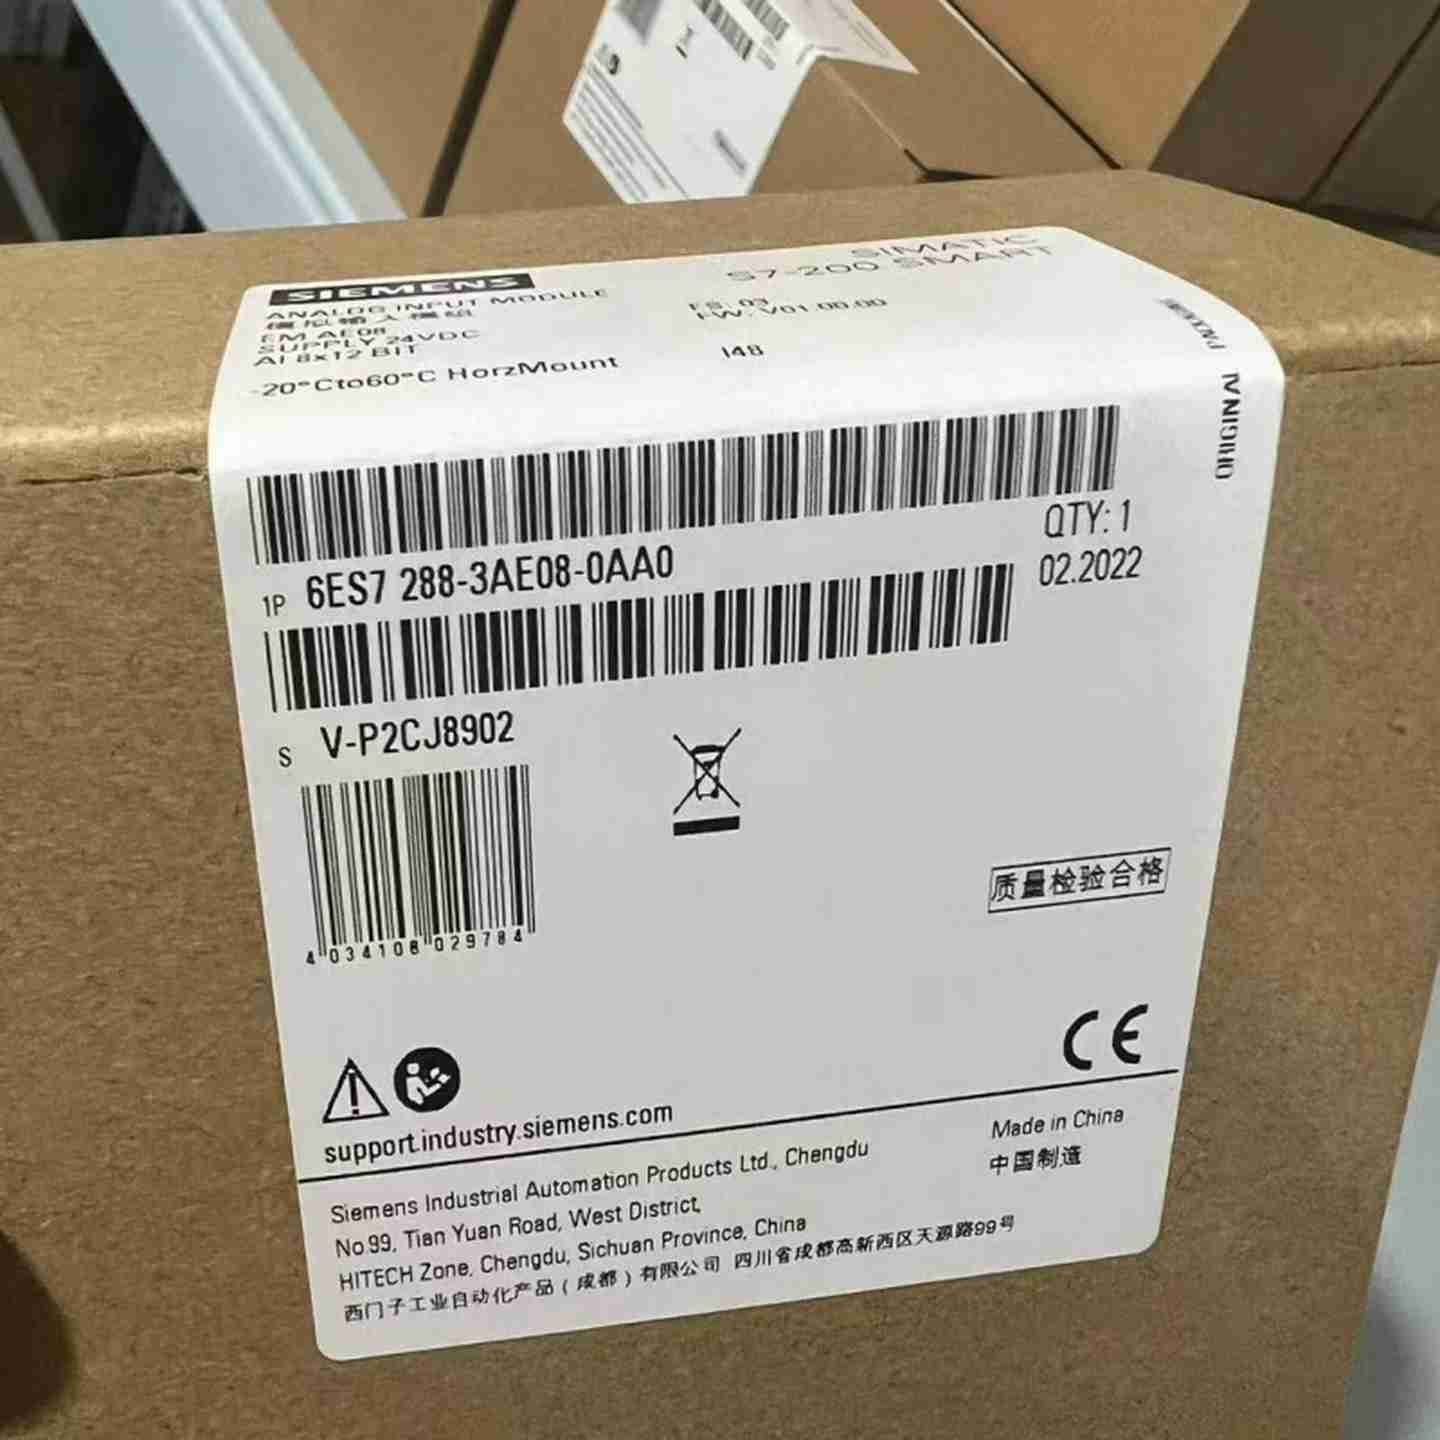 SIEMENS
SIMATIC
S7-200 SMART
ANALOG INPUT MODULE
模拟输入模块
EM AE08
SUPPLY 24VDC
AI 8x12 BIT
FS: 03
FW: V01.00.00
-20°Cto60°C HorzMount
I48
1P 6ES7 288-3AE08-0AA0
QTY: 1
02.2022
S V-P2CJ8902
4 034108 029784
质量检验合格
CE
support.industry.siemens.com
Siemens Industrial Automation Products Ltd., Chengdu
No.99, Tian Yuan Road, West District,
HITECH Zone, Chengdu, Sichuan Province, China
西门子工业自动化产品(成都)有限公司 四川省成都高新西区天源路99号
Made in China
中国制造